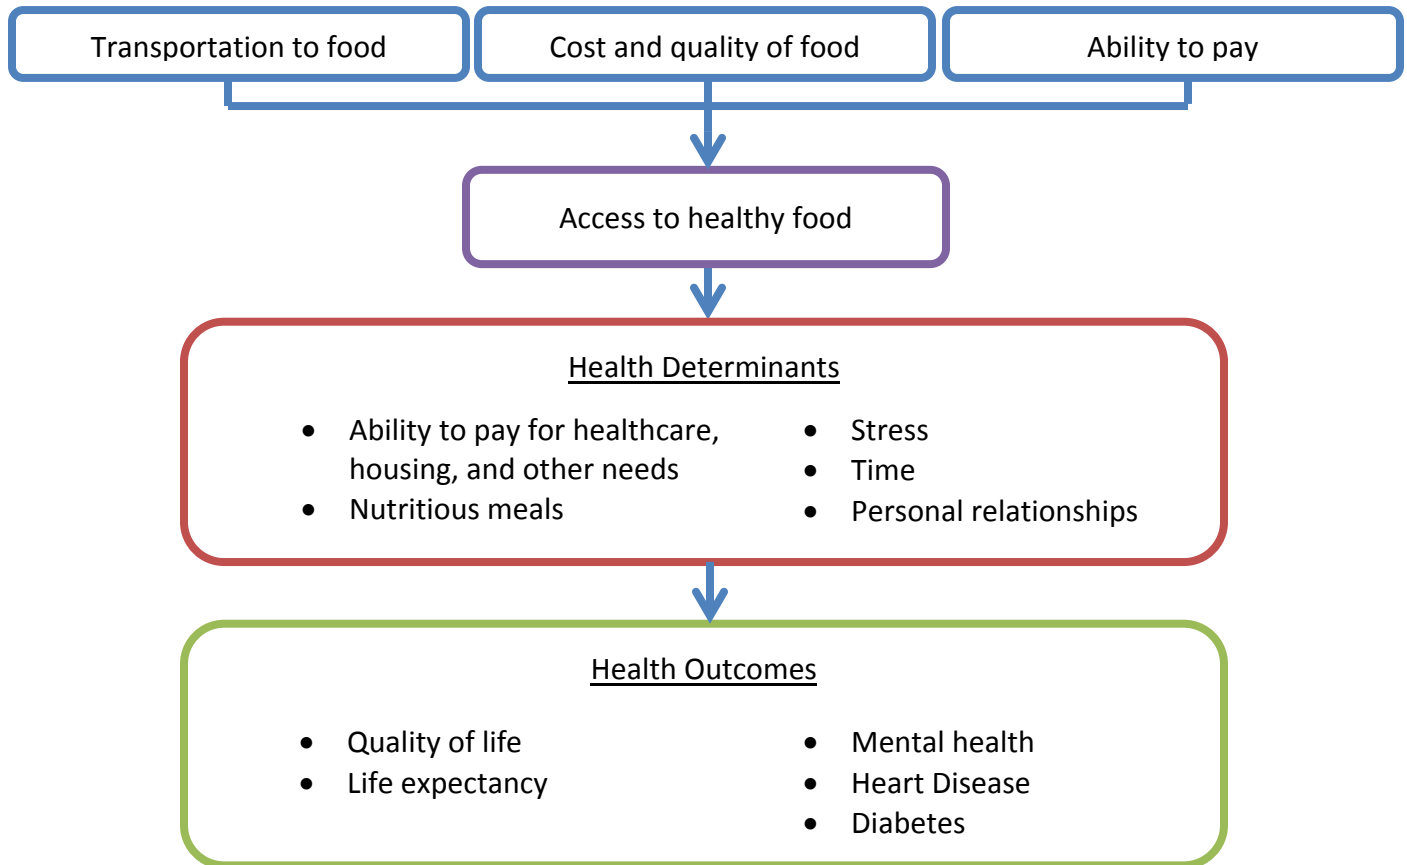 Transportation to food
Cost and quality of food
Ability to pay
Access to healthy food
Health Determinants
• Ability to pay for healthcare,
housing, and other needs
• Nutritious meals
• Stress
• Time
• Personal relationships
Health Outcomes
• Quality of life
• Life expectancy
• Mental health
• Heart Disease
• Diabetes